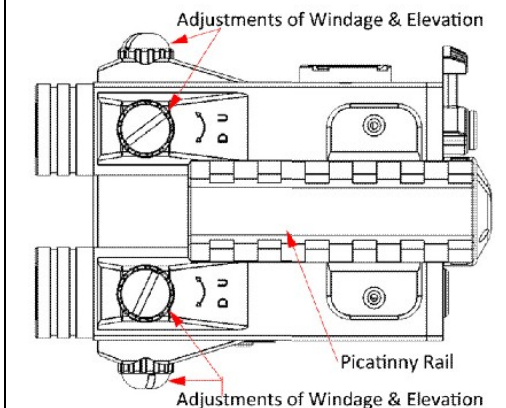 Adjustments of Windage & Elevation
D U
D U
Picatinny Rail
Adjustments of Windage & Elevation